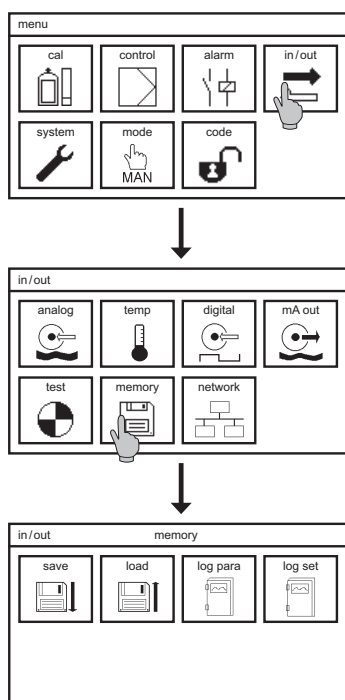 menu
cal control alarm in/out
system mode code
MAN
in/out
analog temp digital mA out
test memory network
in/out memory
save load log para log set